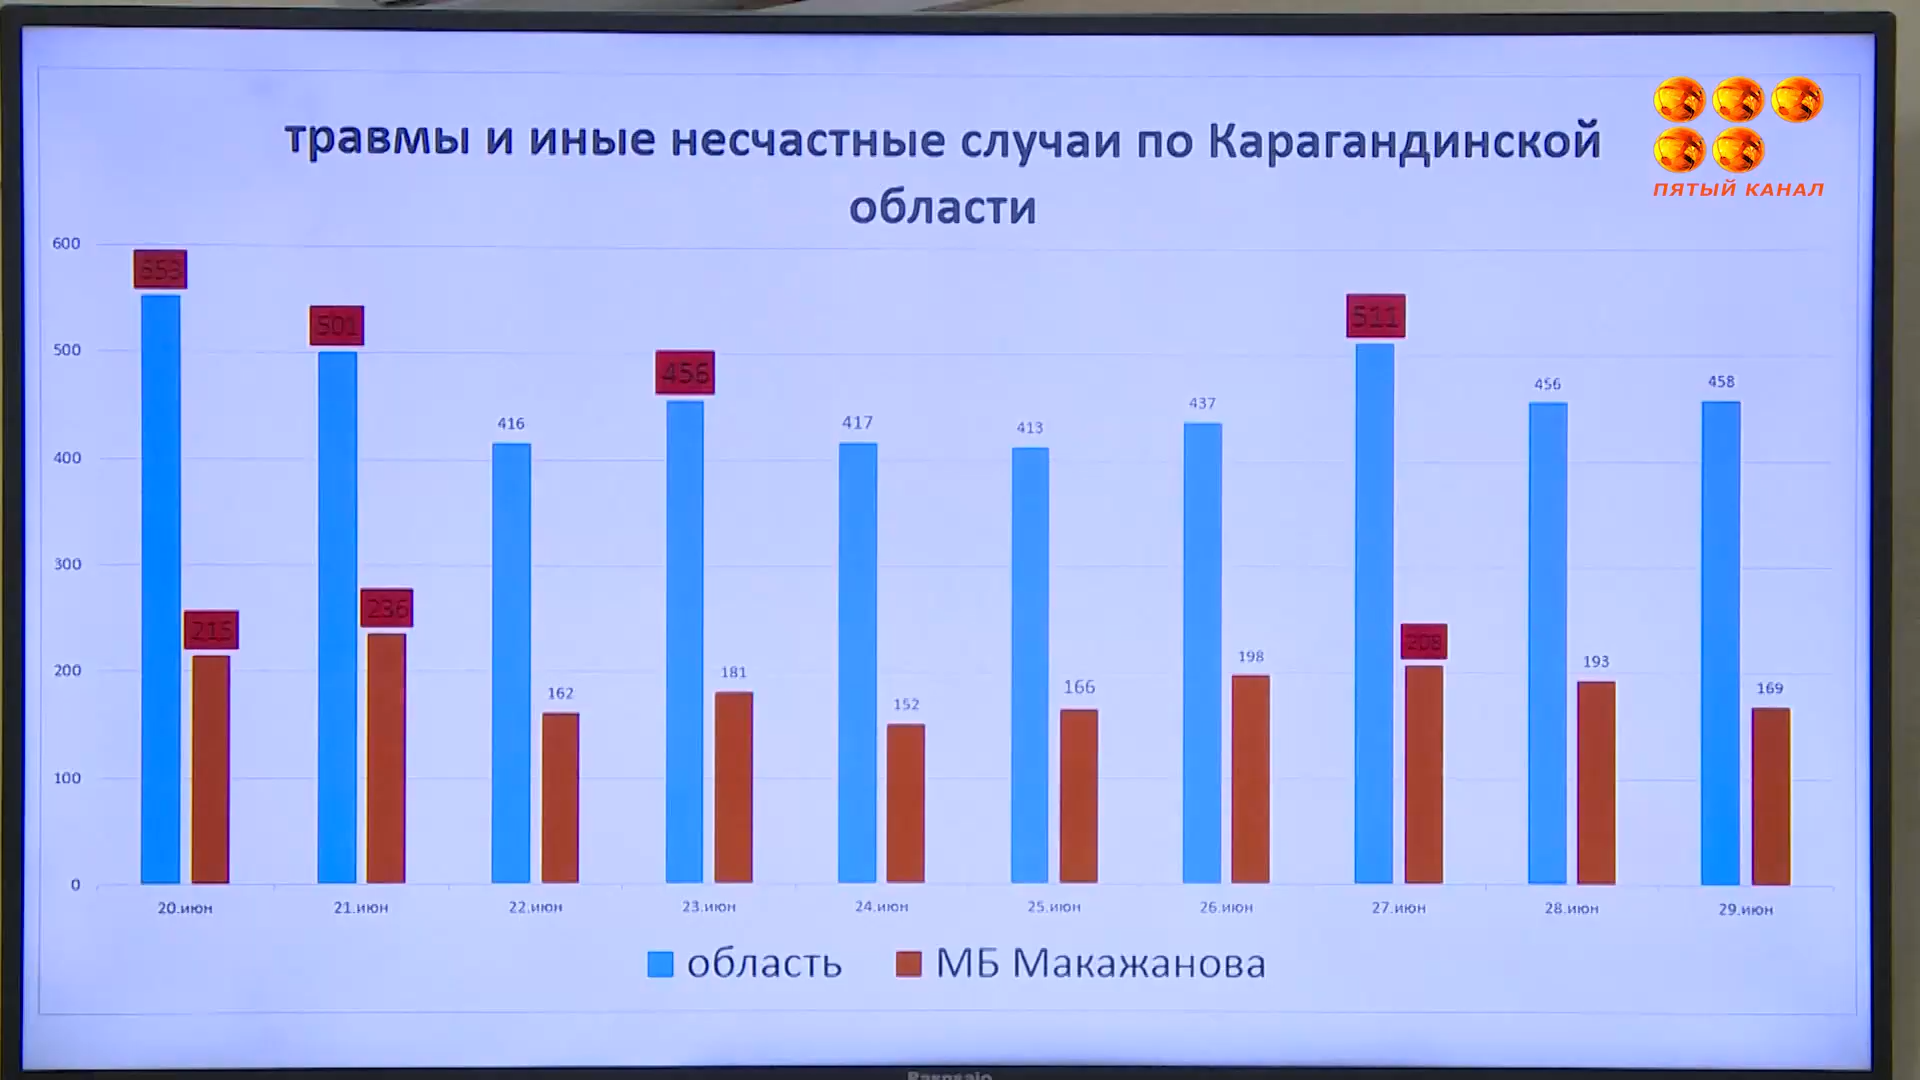 травмы и иные несчастные случаи по Карагандинской
области
ПЯТЫЙ КАНАЛ
600
500
400
300
200
100
0
553 501 416 456 417 413 437 511 456 458
215 236 162 181 152 166 198 208 193 169
20.июн 21.июн 22.июн 23.июн 24.июн 25.июн 26.июн 27.июн 28.июн 29.июн
область МБ Макажанова